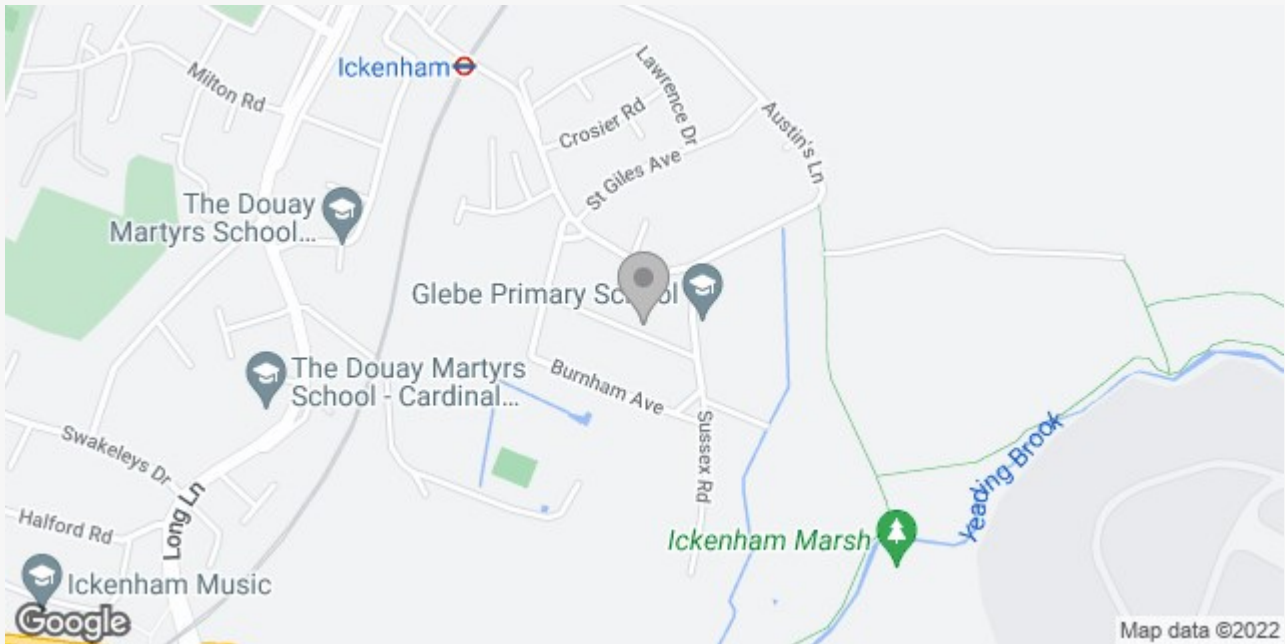 Ickenham
Milton Rd
Lawrence Dr
Crosier Rd
Austin's Ln
St Giles Ave
The Douay
Martyrs School...
Glebe Primary School
The Douay Martyrs
School - Cardinal...
Burnham Ave
Sussex Rd
Yeading Brook
Swakeleys Dr
Long Ln
Halford Rd
Ickenham Marsh
Ickenham Music
Google
Map data ©2022